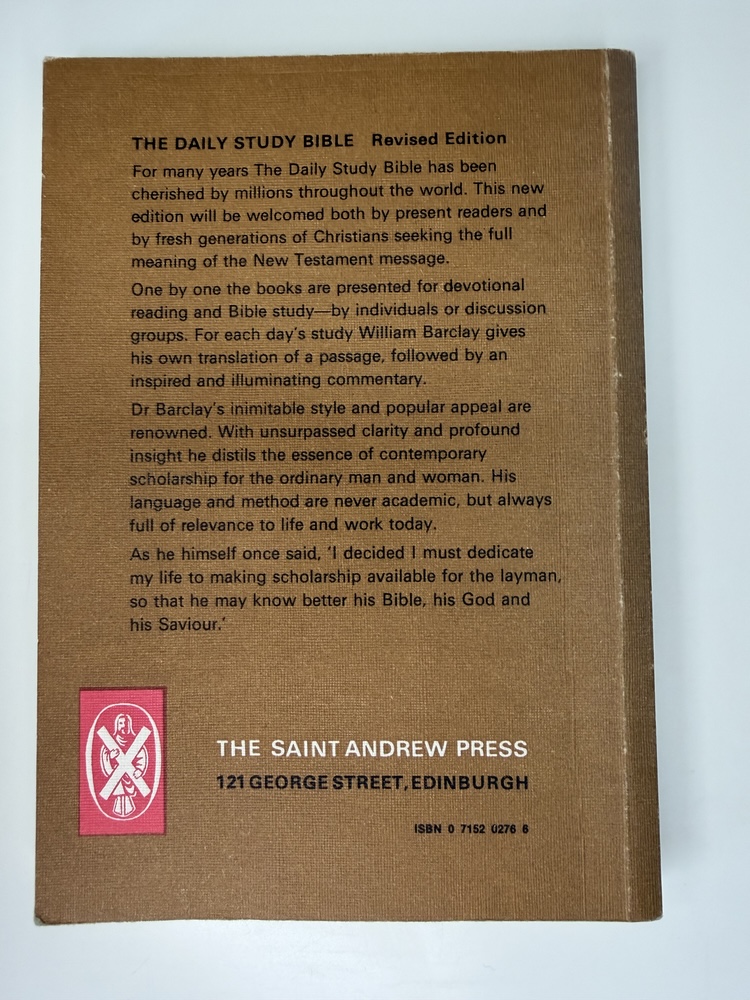 THE DAILY STUDY BIBLE Revised Edition
For many years The Daily Study Bible has been
cherished by millions throughout the world. This new
edition will be welcomed both by present readers and
by fresh generations of Christians seeking the full
meaning of the New Testament message.
One by one the books are presented for devotional
reading and Bible study—by individuals or discussion
groups. For each day's study William Barclay gives
his own translation of a passage, followed by an
inspired and illuminating commentary.
Dr Barclay's inimitable style and popular appeal are
renowned. With unsurpassed clarity and profound
insight he distils the essence of contemporary
scholarship for the ordinary man and woman. His
language and method are never academic, but always
full of relevance to life and work today.
As he himself once said, 'I decided I must dedicate
my life to making scholarship available for the layman,
so that he may know better his Bible, his God and
his Saviour.'
THE SAINT ANDREW PRESS
121 GEORGE STREET, EDINBURGH
ISBN 0 7152 0276 8